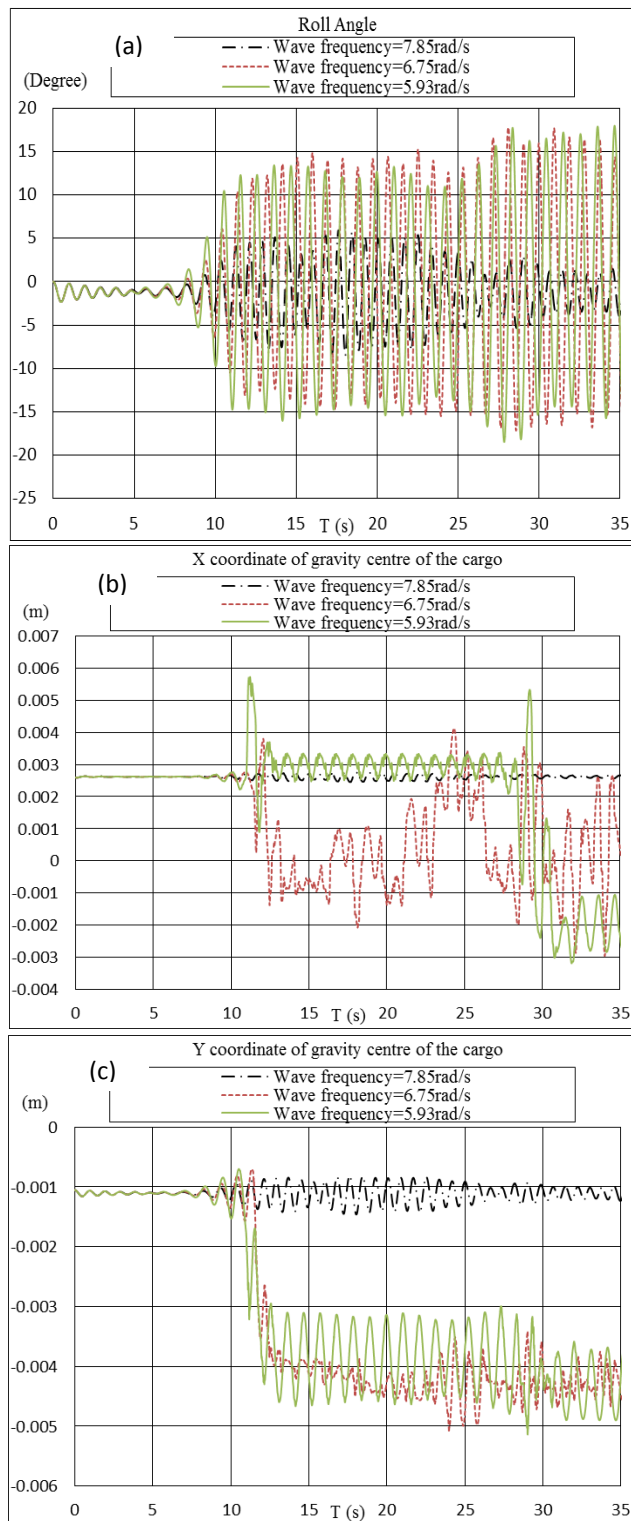 Roll Angle
(a)
Wave frequency=7.85rad/s
Wave frequency=6.75rad/s
Wave frequency=5.93rad/s
(Degree)
20
15
10
5
0
-5
-10
-15
-20
-25
0 5 10 15 20 25 30 35
T (s)
X coordinate of gravity centre of the cargo
(b)
Wave frequency=7.85rad/s
Wave frequency=6.75rad/s
Wave frequency=5.93rad/s
(m)
0.007
0.006
0.005
0.004
0.003
0.002
0.001
0
-0.001
-0.002
-0.003
-0.004
0 5 10 15 20 25 30 35
T (s)
Y coordinate of gravity centre of the cargo
(c)
Wave frequency=7.85rad/s
Wave frequency=6.75rad/s
Wave frequency=5.93rad/s
(m)
0
-0.001
-0.002
-0.003
-0.004
-0.005
-0.006
0 5 10 15 20 25 30 35
T (s)